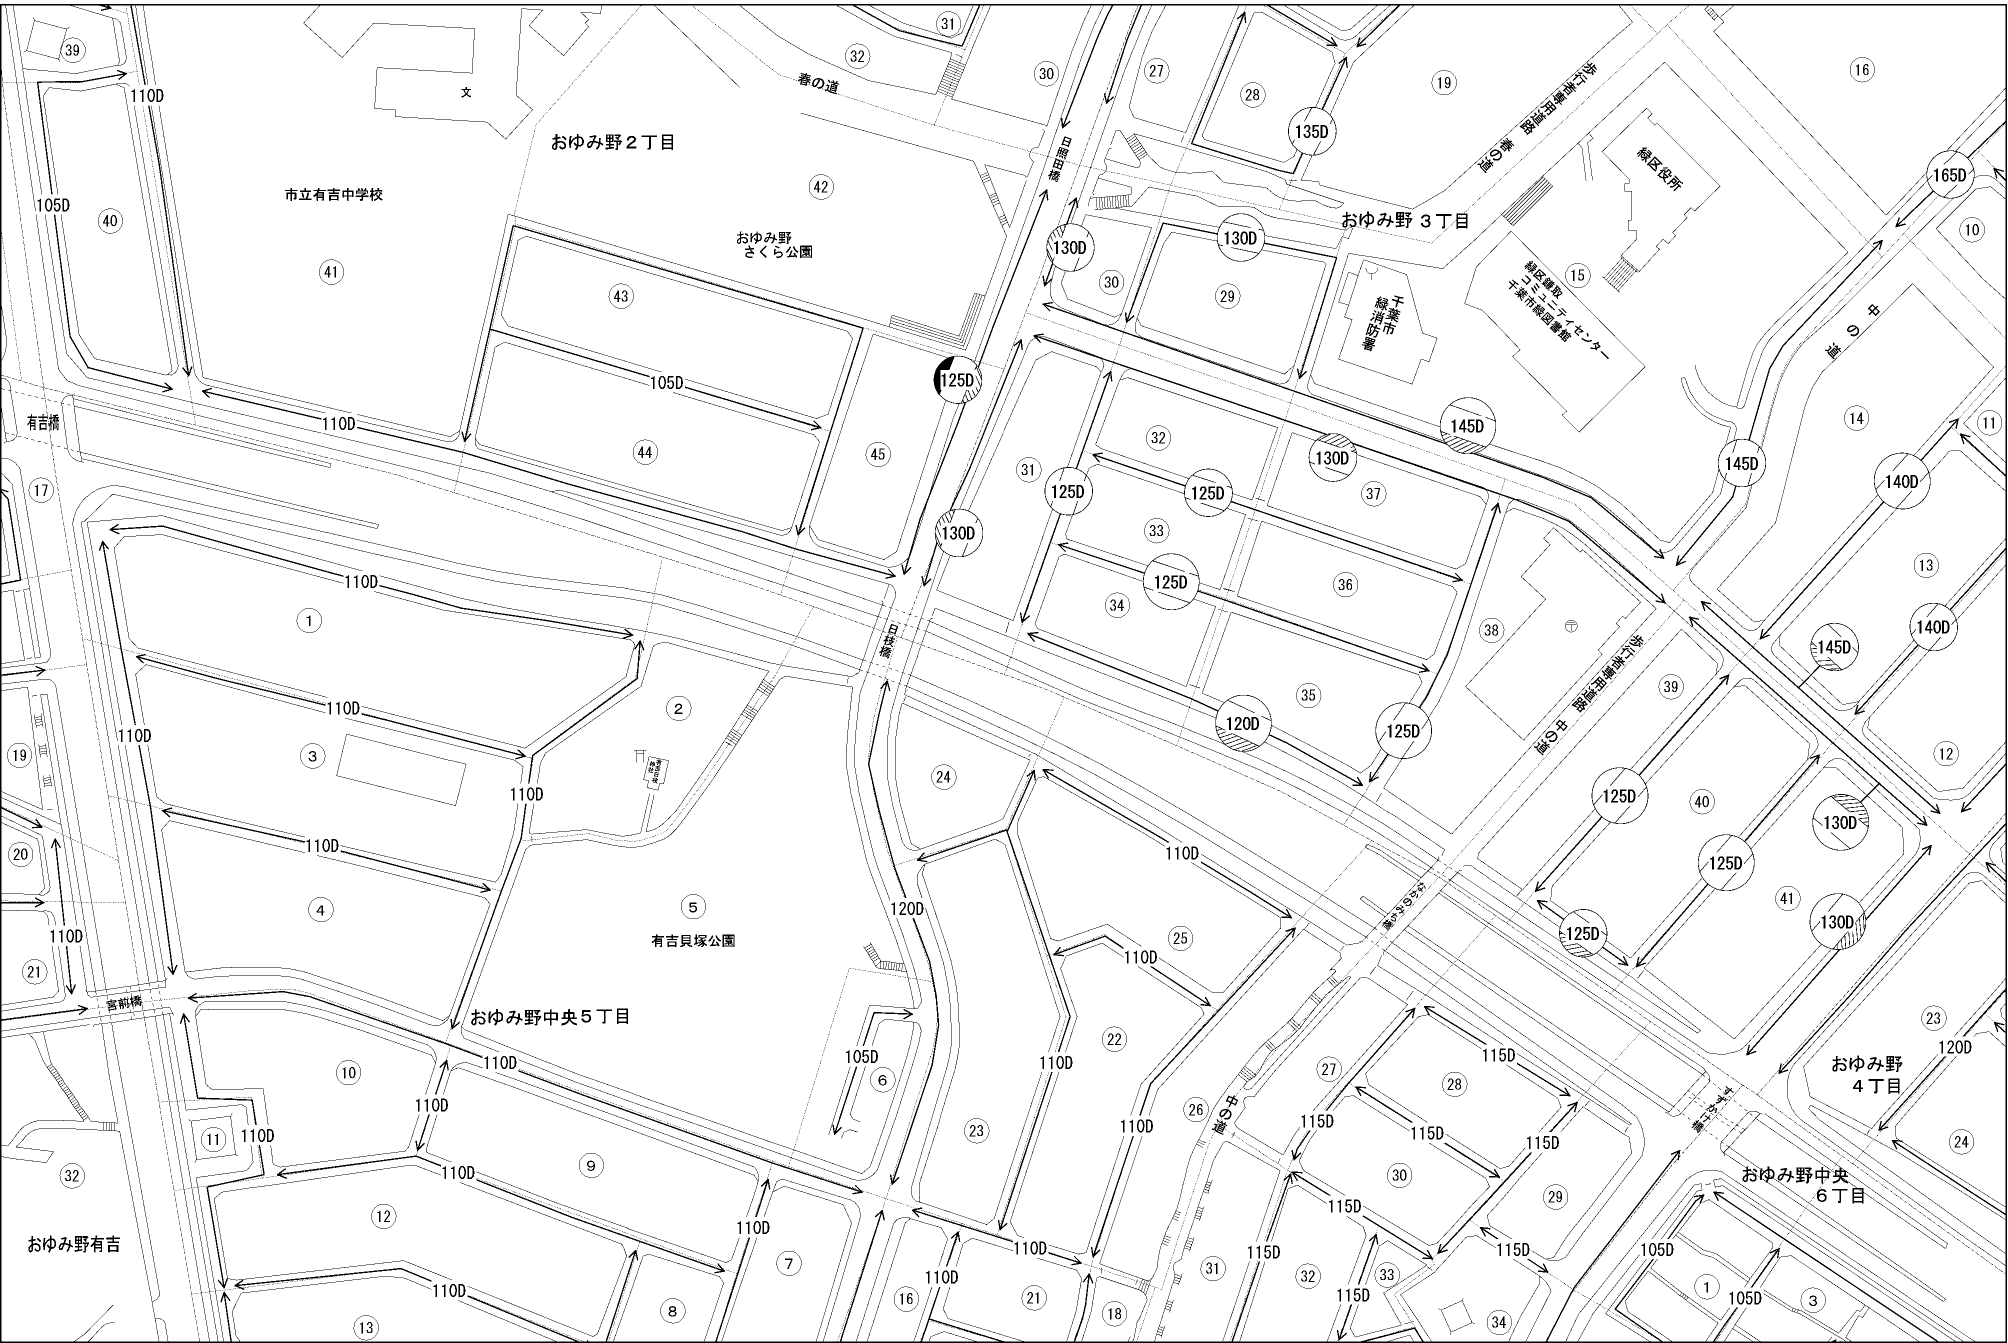 31
39
32
30
27
28
19
16
春の道
文
110D
135D
歩行者専用道路
春の道
おゆみ野2丁目
日照田橋
緑区役所
165D
42
市立有吉中学校
105D
40
おゆみ野 3丁目
10
おゆみ野
さくら公園
130D
130D
41
30
15
43
29
緑区鎌取
コミュニティセンター
千葉市緑図書館
千葉市
緑消防署
中の道
105D
125D
110D
有吉橋
145D
14
11
32
44
45
130D
145D
31
140D
17
125D
125D
37
33
130D
13
110D
125D
36
1
34
140D
38
〒
日枝橋
145D
歩行者専用道路 中の道
39
110D
2
35
120D
125D
110D
19
3
24
12
110D
125D
40
130D
20
110D
110D
125D
41
4
5
120D
なかのみち橋
130D
110D
有吉貝塚公園
25
125D
21
110D
宮前橋
おゆみ野中央5丁目
23
22
120D
105D
110D
110D
115D
おゆみ野
4丁目
10
6
27
28
110D
26
中の道
すすかけ橋
11
110D
23
110D
115D
115D
115D
24
32
9
110D
30
おゆみ野中央
6丁目
29
12
115D
110D
おゆみ野有吉
110D
115D
115D
105D
7
31
32
33
110D
110D
115D
105D
1
3
16
21
18
8
13
34